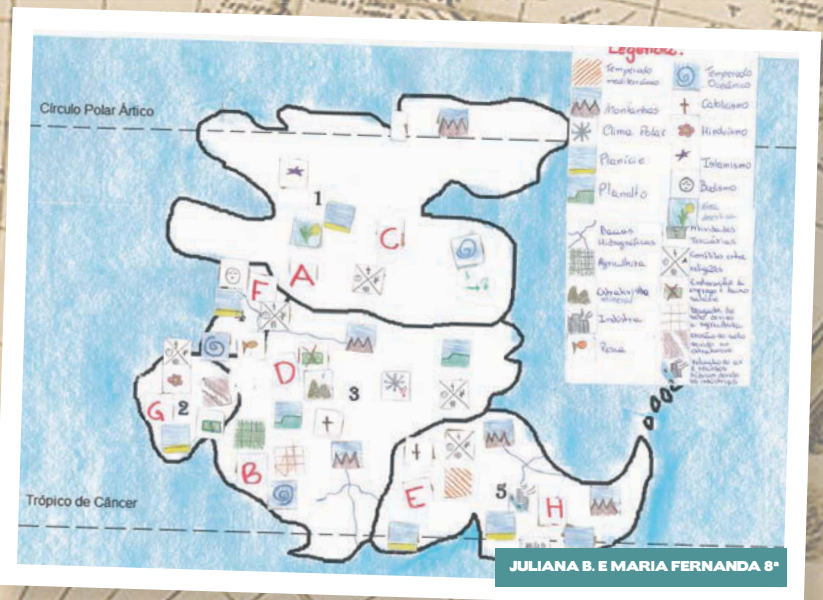 Legenda:
Temperado
mediterrâneo
Montanhas
Clima Polar
Planície
Planalto
Bacias
Hidrográficas
Agricultura
Extrativismo
mineral
Indústria
Pesca
Temperado
Oceânico
Catolicismo
Hinduísmo
Islamismo
Budismo
Atividades
Terciárias
Conflitos entre
religiões
Círculo Polar Ártico
1
C
A
F
D
3
G
2
B
E
5
H
Trópico de Câncer
JULIANA B. E MARIA FERNANDA 8ª